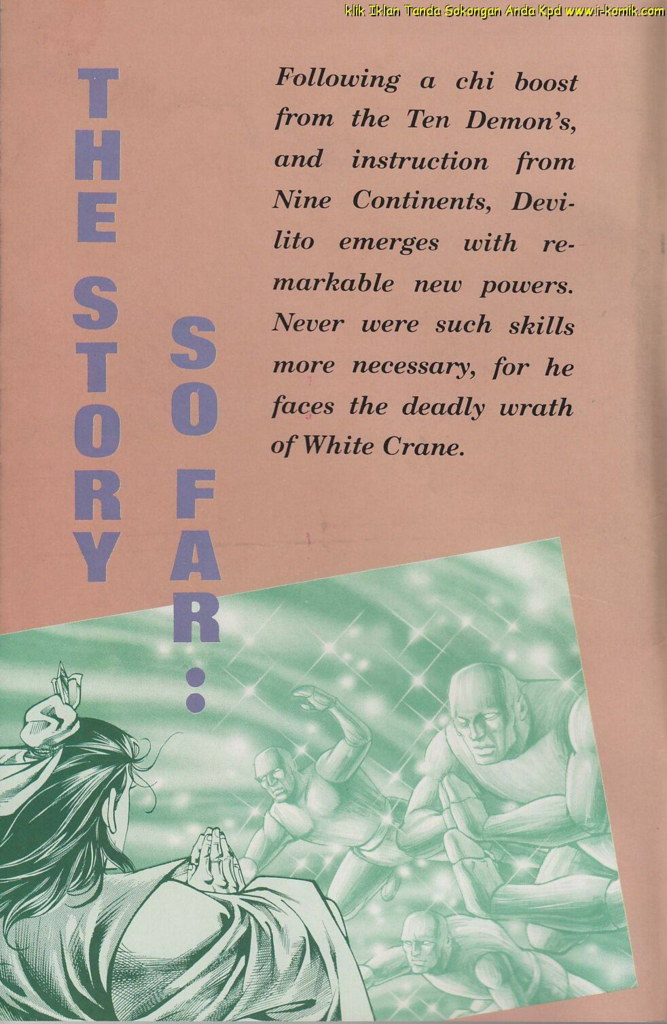 klik Iklan Tanda Sokongan Anda Kpd www.i-komik.com
THE STORY
SO FAR:
Following a chi boost
from the Ten Demon's,
and instruction from
Nine Continents, Devi-
lito emerges with re-
markable new powers.
Never were such skills
more necessary, for he
faces the deadly wrath
of White Crane.